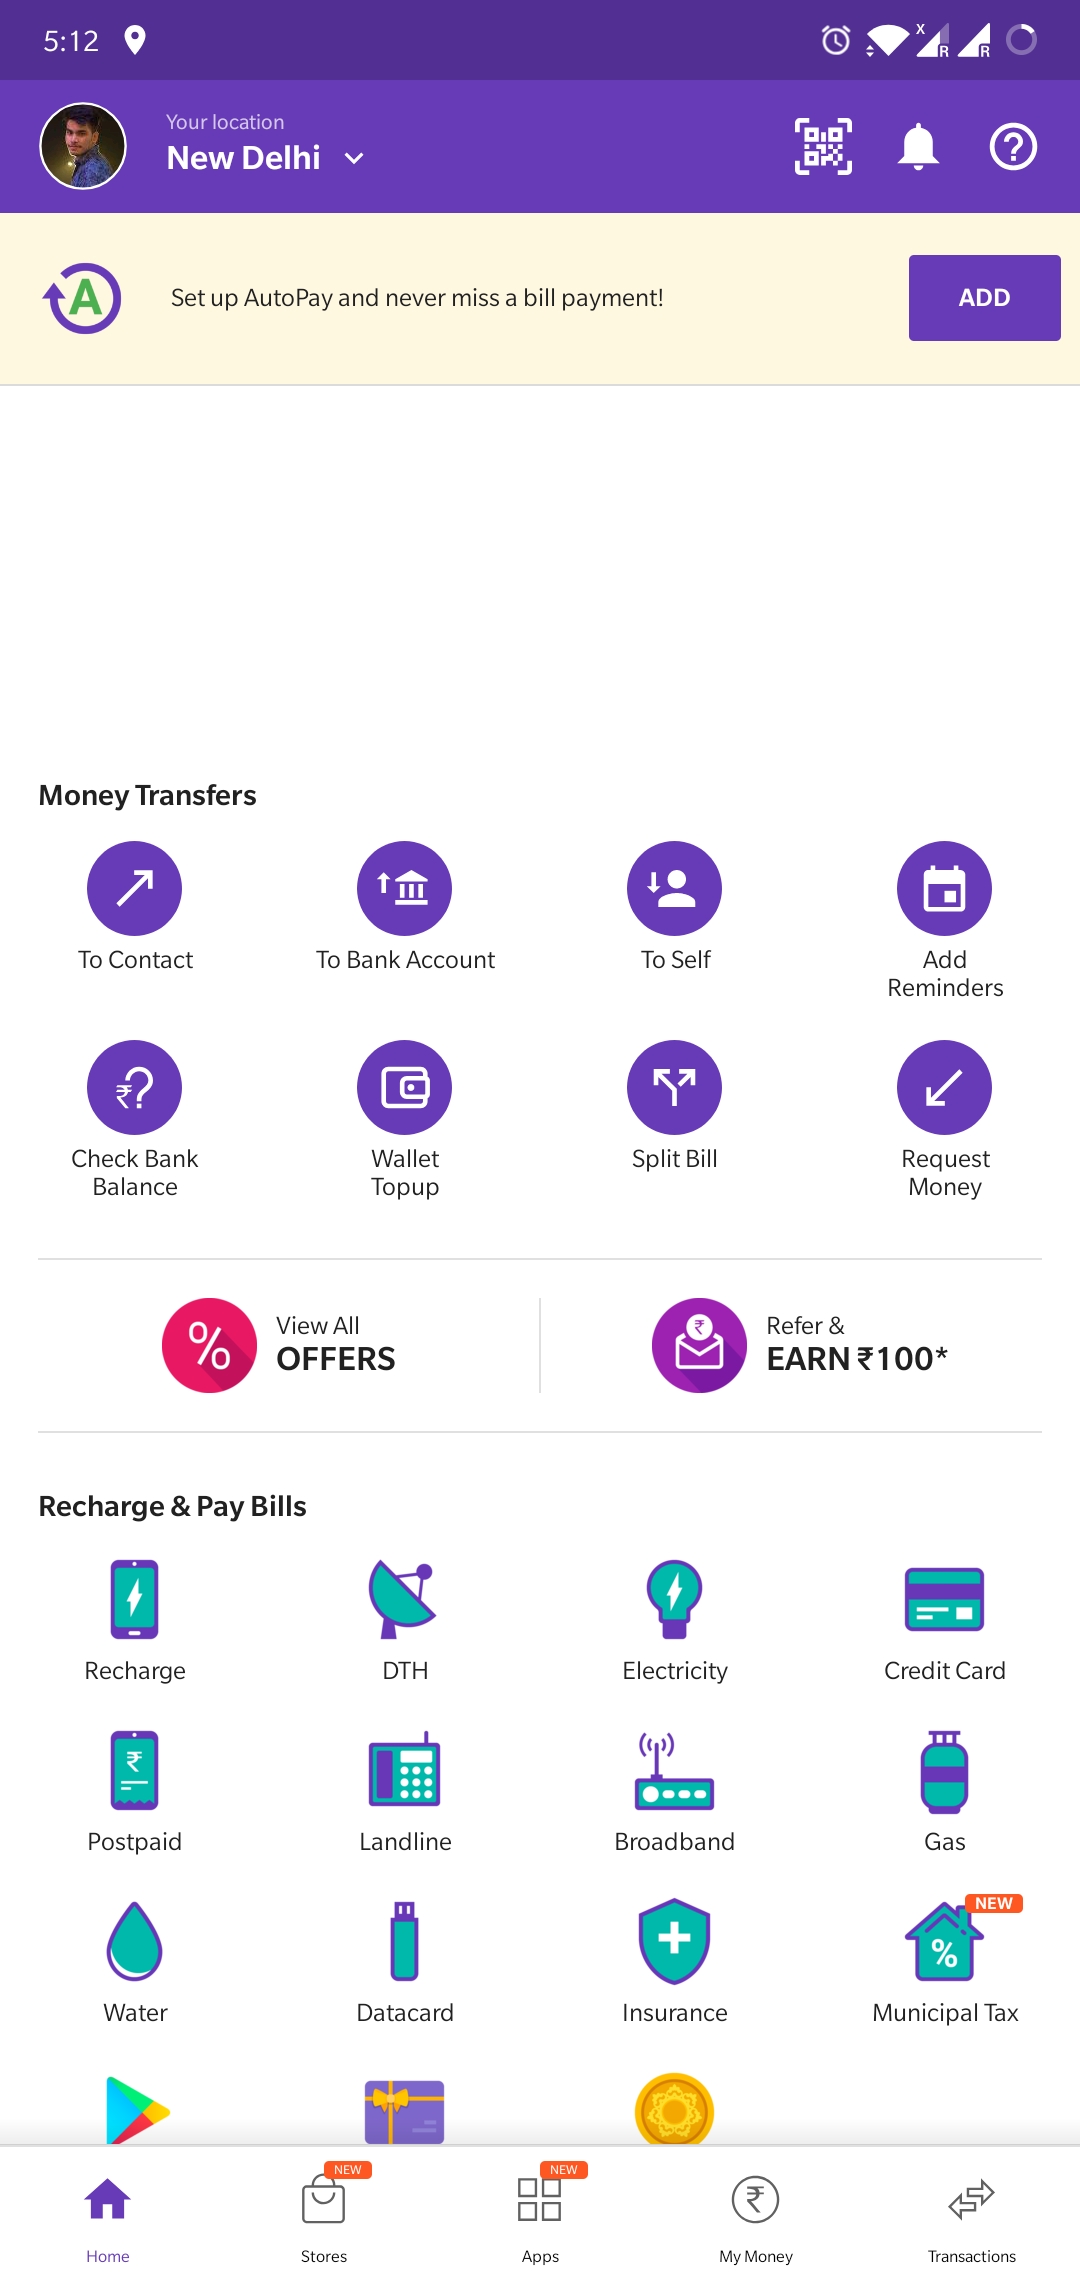 5:12
X
R
R
Your location
New Delhi
A
Set up AutoPay and never miss a bill payment!
ADD
Money Transfers
To Contact
To Bank Account
To Self
Add
Reminders
₹?
Check Bank
Balance
Wallet
Topup
Split Bill
Request
Money
%
View All
OFFERS
₹
Refer &
EARN ₹100*
Recharge & Pay Bills
Recharge
DTH
Electricity
Credit Card
₹
Postpaid
Landline
Broadband
Gas
NEW
%
Water
Datacard
Insurance
Municipal Tax
NEW
NEW
₹
Home
Stores
Apps
My Money
Transactions